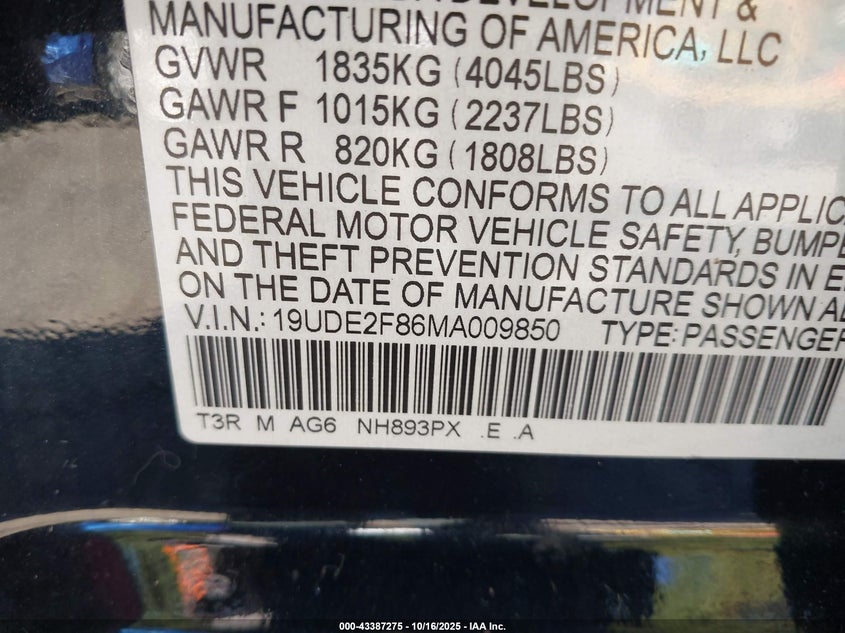 DEVELOPMENT &
MANUFACTURING OF AMERICA, LLC
GVWR 1835KG (4045LBS)
GAWR F 1015KG (2237LBS)
GAWR R 820KG (1808LBS)
THIS VEHICLE CONFORMS TO ALL APPLIC
FEDERAL MOTOR VEHICLE SAFETY, BUMPE
AND THEFT PREVENTION STANDARDS IN E
ON THE DATE OF MANUFACTURE SHOWN A
V.I.N.: 19UDE2F86MA009850 TYPE: PASSENGER
T3R M AG6 NH893PX .E .A
000-43387275 | 10/16/2025 - IAA Inc.